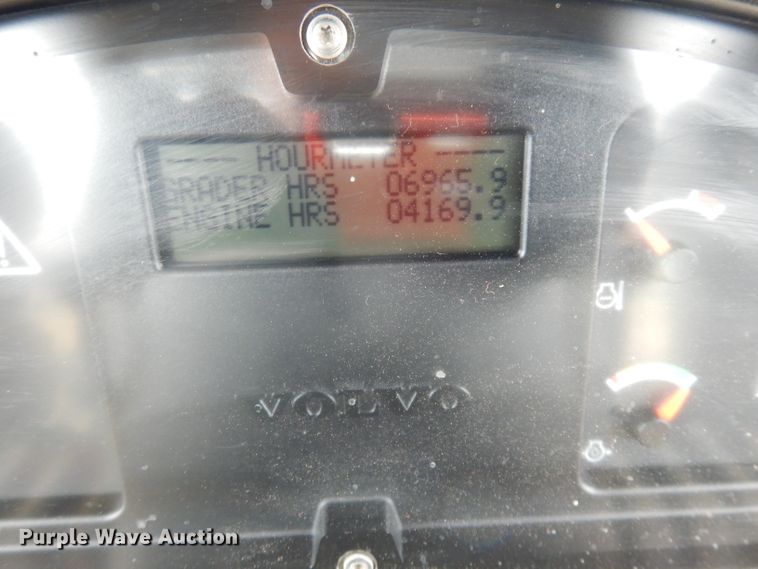 ---- HOURMETER ----
GRADER HRS 06965.9
ENGINE HRS 04169.9
VOLVO
Purple Wave Auction